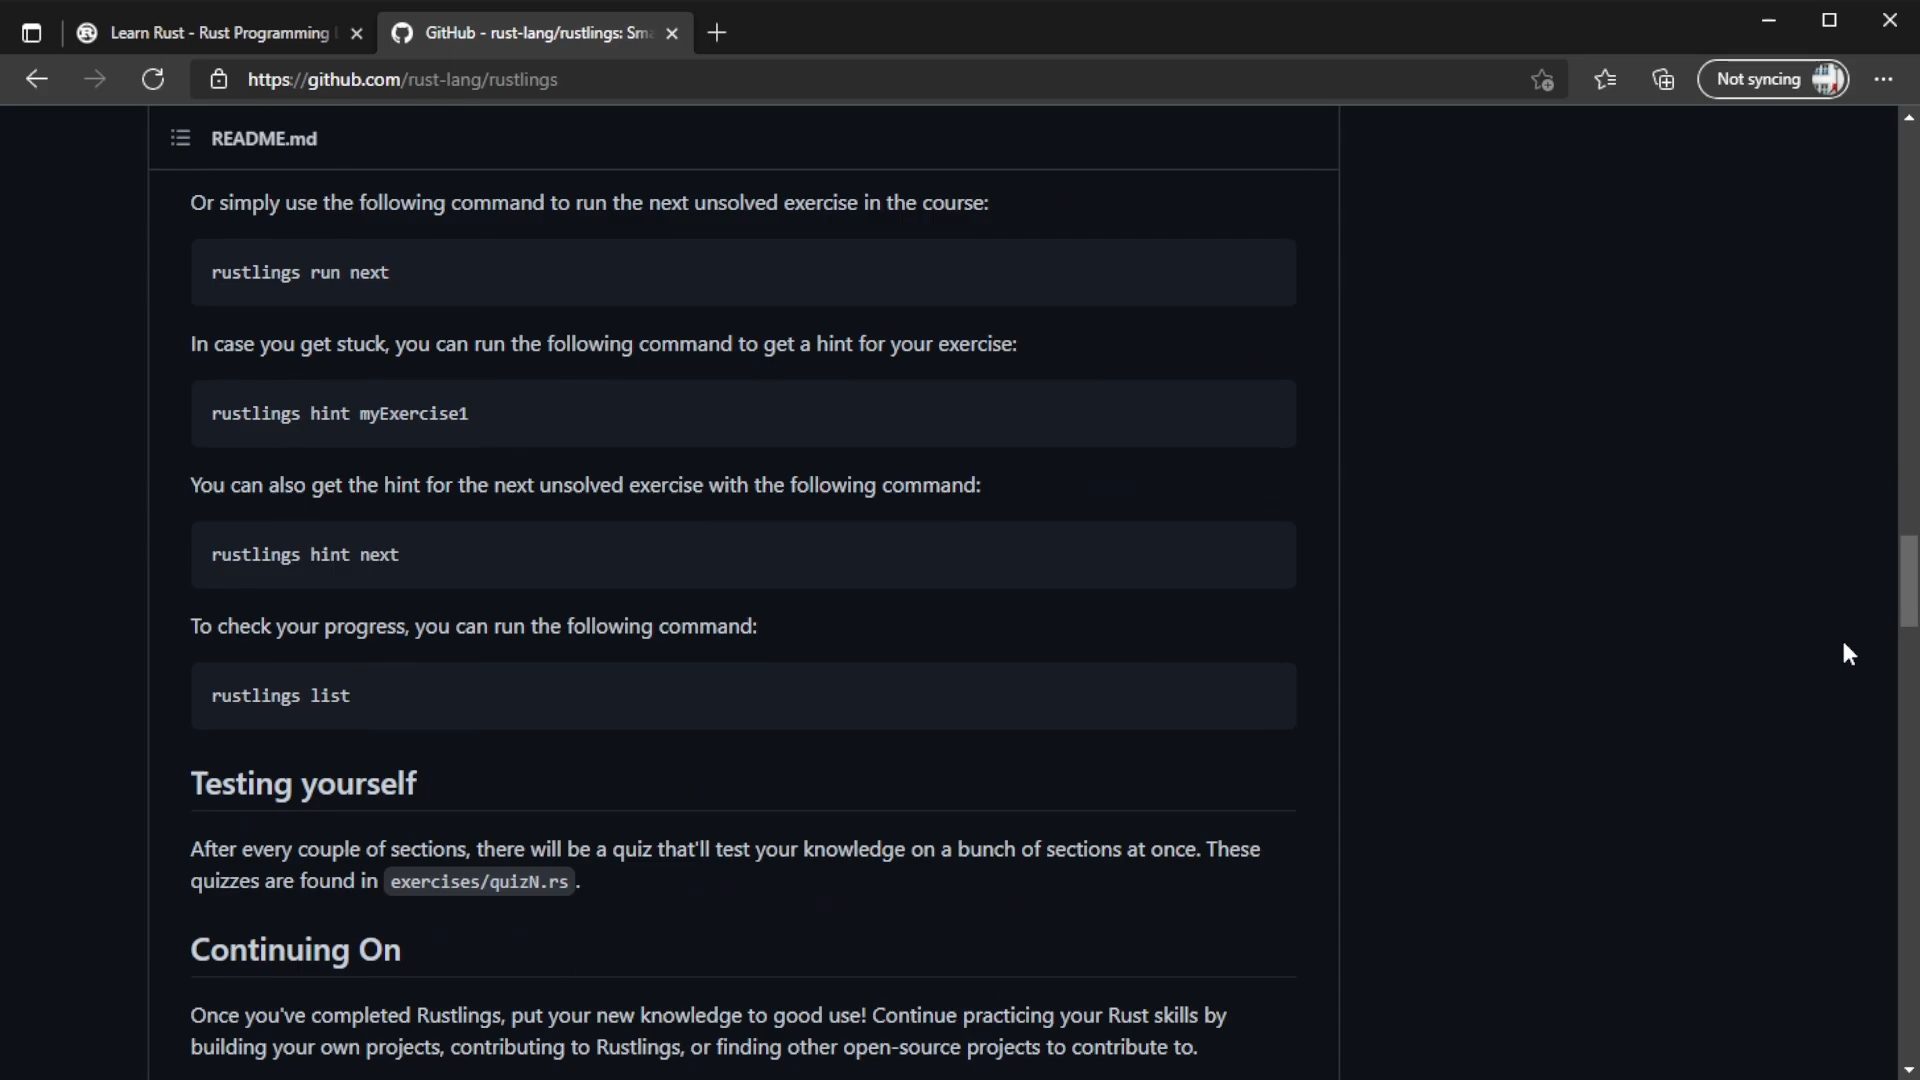 Learn Rust - Rust Programming
GitHub - rust-lang/rustlings: Sm
https://github.com/rust-lang/rustlings
Not syncing
README.md
Or simply use the following command to run the next unsolved exercise in the course:
rustlings run next
In case you get stuck, you can run the following command to get a hint for your exercise:
rustlings hint myExercise1
You can also get the hint for the next unsolved exercise with the following command:
rustlings hint next
To check your progress, you can run the following command:
rustlings list
Testing yourself
After every couple of sections, there will be a quiz that'll test your knowledge on a bunch of sections at once. These
quizzes are found in exercises/quizN.rs .
Continuing On
Once you've completed Rustlings, put your new knowledge to good use! Continue practicing your Rust skills by
building your own projects, contributing to Rustlings, or finding other open-source projects to contribute to.